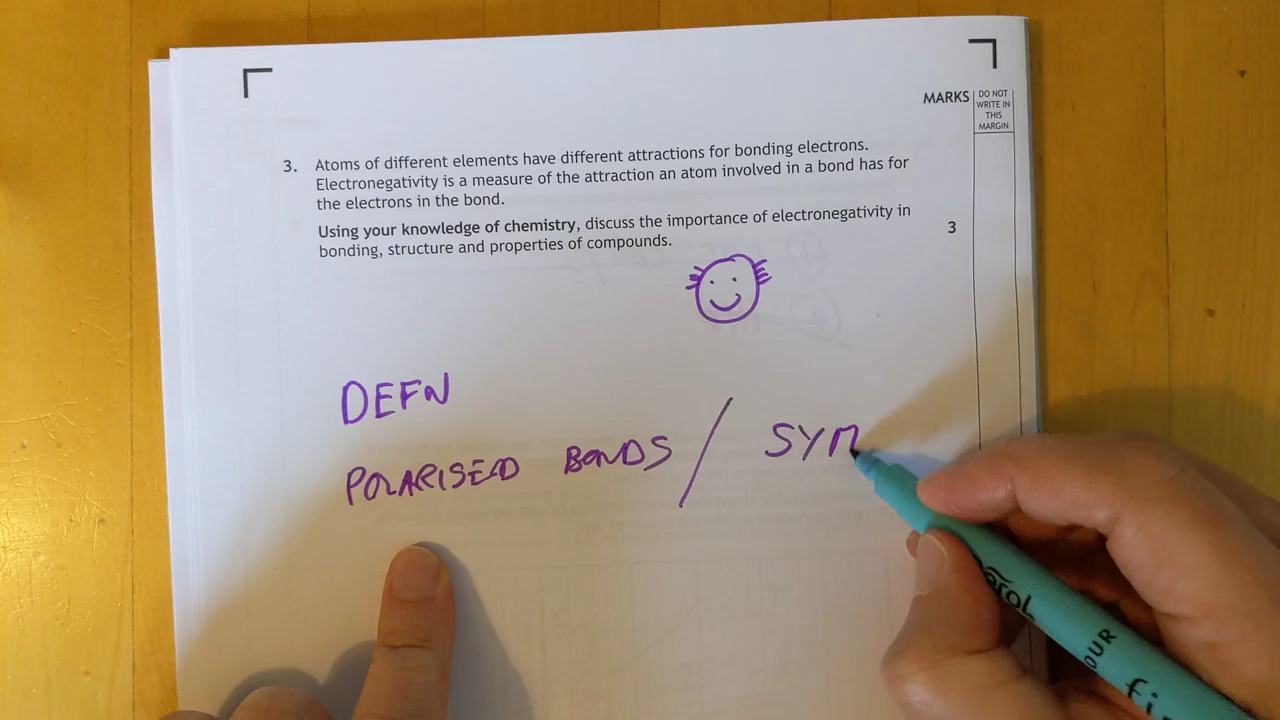 MARKS
DO NOT
WRITE IN
THIS
MARGIN
3. Atoms of different elements have different attractions for bonding electrons.
Electronegativity is a measure of the attraction an atom involved in a bond has for
the electrons in the bond.
Using your knowledge of chemistry, discuss the importance of electronegativity in
bonding, structure and properties of compounds.
3
DEFN
POLARISED BONDS / SYM
OUR